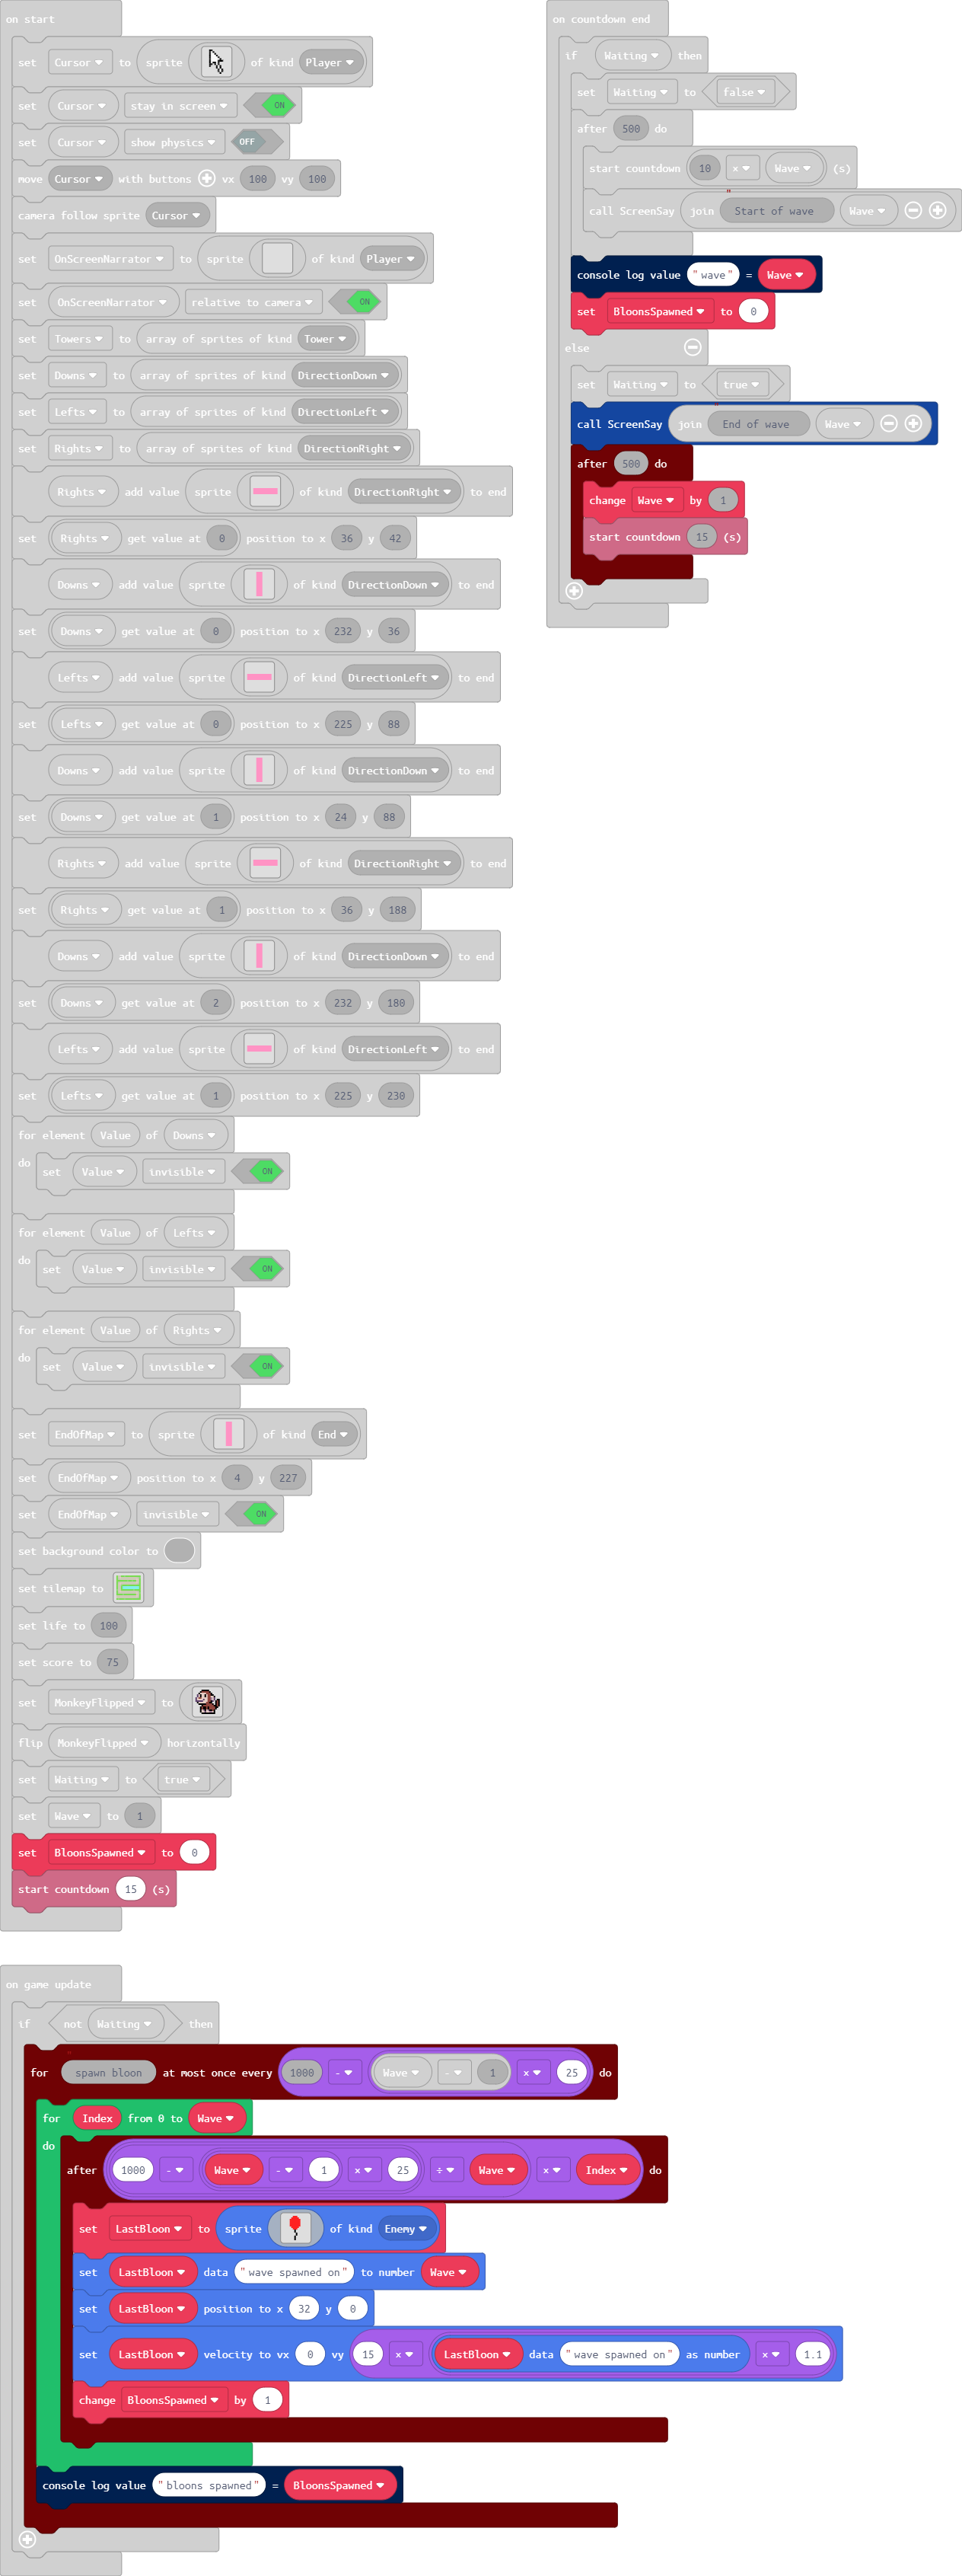 on start
set Cursor to sprite of kind Player
set Cursor stay in screen ON
set Cursor show physics OFF
move Cursor with buttons vx 100 vy 100
camera follow sprite Cursor
set OnScreenNarrator to sprite of kind Player
set OnScreenNarrator relative to camera ON
set Towers to array of sprites of kind Tower
set Downs to array of sprites of kind DirectionDown
set Lefts to array of sprites of kind DirectionLeft
set Rights to array of sprites of kind DirectionRight
Rights add value sprite of kind DirectionRight to end
set Rights get value at 0 position to x 36 y 42
Downs add value sprite of kind DirectionDown to end
set Downs get value at 0 position to x 232 y 36
Lefts add value sprite of kind DirectionLeft to end
set Lefts get value at 0 position to x 225 y 88
Downs add value sprite of kind DirectionDown to end
set Downs get value at 1 position to x 24 y 88
Rights add value sprite of kind DirectionRight to end
set Rights get value at 1 position to x 36 y 188
Downs add value sprite of kind DirectionDown to end
set Downs get value at 2 position to x 232 y 180
Lefts add value sprite of kind DirectionLeft to end
set Lefts get value at 1 position to x 225 y 230
for element Value of Downs
do set Value invisible ON
for element Value of Lefts
do set Value invisible ON
for element Value of Rights
do set Value invisible ON
set EndOfMap to sprite of kind End
set EndOfMap position to x 4 y 227
set EndOfMap invisible ON
set background color to
set tilemap to
set life to 100
set score to 75
set MonkeyFlipped to
flip MonkeyFlipped horizontally
set Waiting to true
set Wave to 1
set BloonsSpawned to 0
start countdown 15 (s)
on countdown end
if Waiting then
set Waiting to false
after 500 do
start countdown 10 × Wave (s)
call ScreenSay join Start of wave Wave
console log value "wave" = Wave
set BloonsSpawned to 0
else
set Waiting to true
call ScreenSay join End of wave Wave
after 500 do
change Wave by 1
start countdown 15 (s)
on game update
if not Waiting then
for spawn bloon at most once every 1000 - Wave - 1 × 25 do
for Index from 0 to Wave
do after 1000 - Wave - 1 × 25 ÷ Wave × Index do
set LastBloon to sprite of kind Enemy
set LastBloon data "wave spawned on" to number Wave
set LastBloon position to x 32 y 0
set LastBloon velocity to vx 0 vy 15 × LastBloon data "wave spawned on" as number × 1.1
change BloonsSpawned by 1
console log value "bloons spawned" = BloonsSpawned